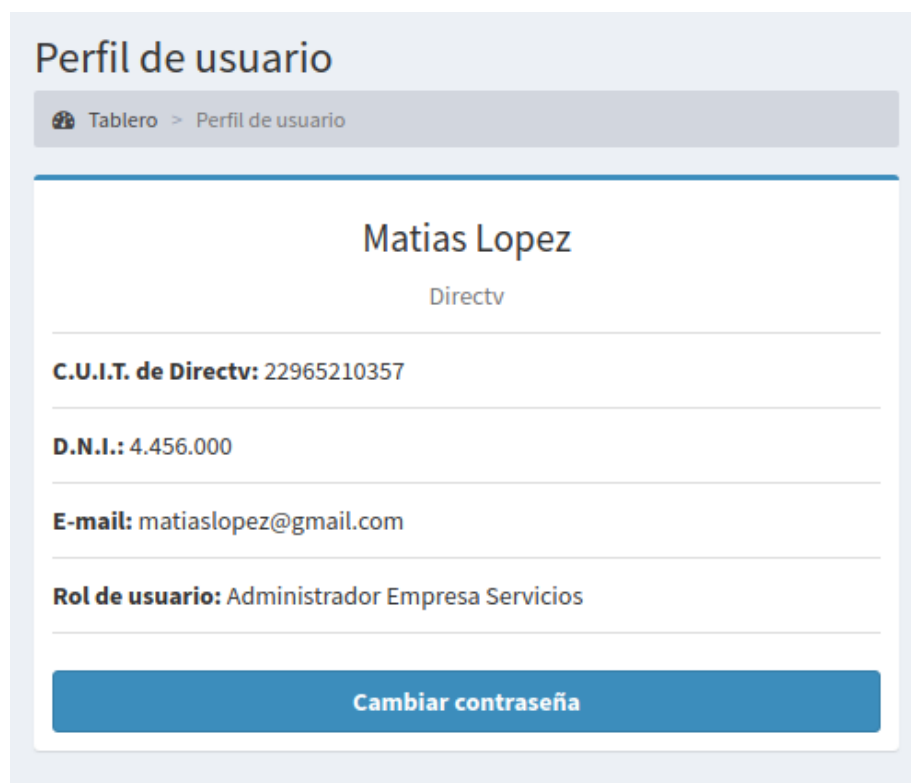 Perfil de usuario
Tablero > Perfil de usuario
Matias Lopez
Directv
C.U.I.T. de Directv: 22965210357
D.N.I.: 4.456.000
E-mail: matiaslopez@gmail.com
Rol de usuario: Administrador Empresa Servicios
Cambiar contraseña